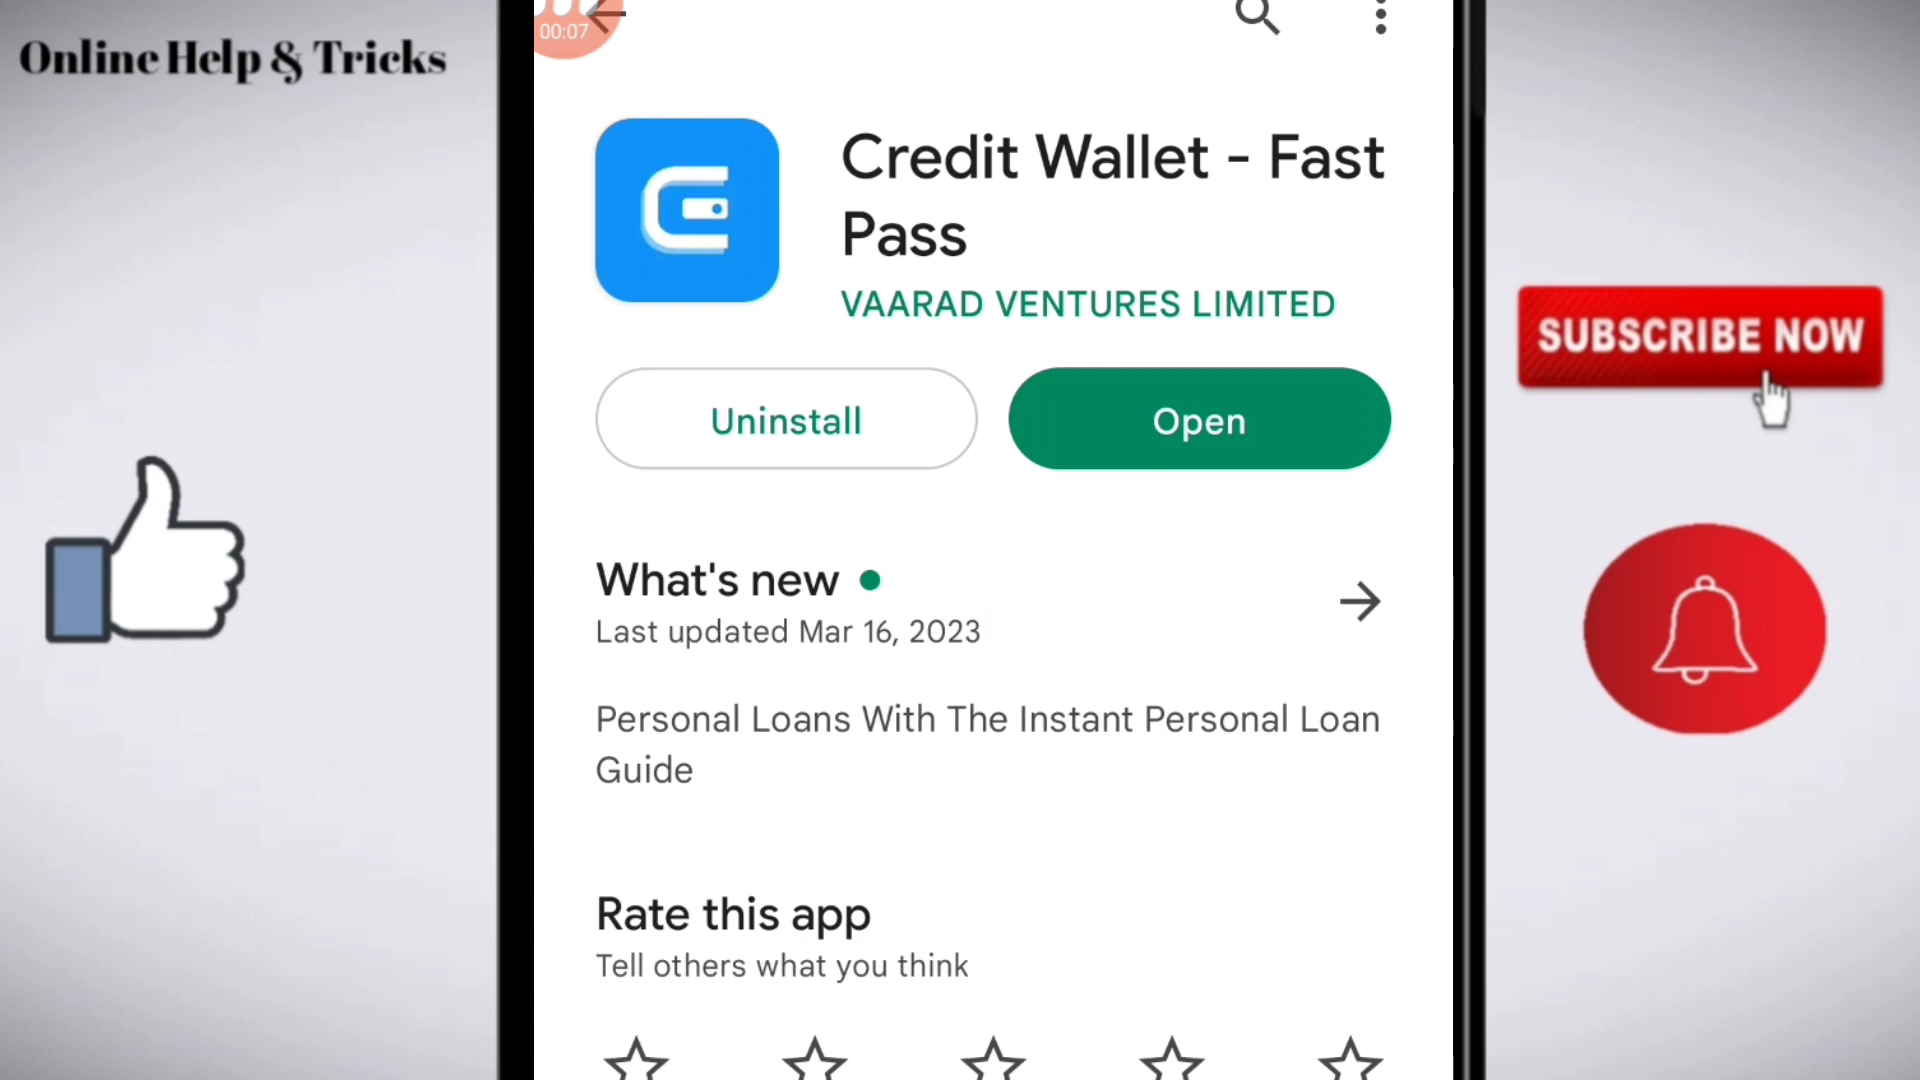 Online Help & Tricks
00:07
Credit Wallet - Fast
Pass
VAARAD VENTURES LIMITED
Uninstall
Open
What's new
Last updated Mar 16, 2023
Personal Loans With The Instant Personal Loan
Guide
Rate this app
Tell others what you think
SUBSCRIBE NOW